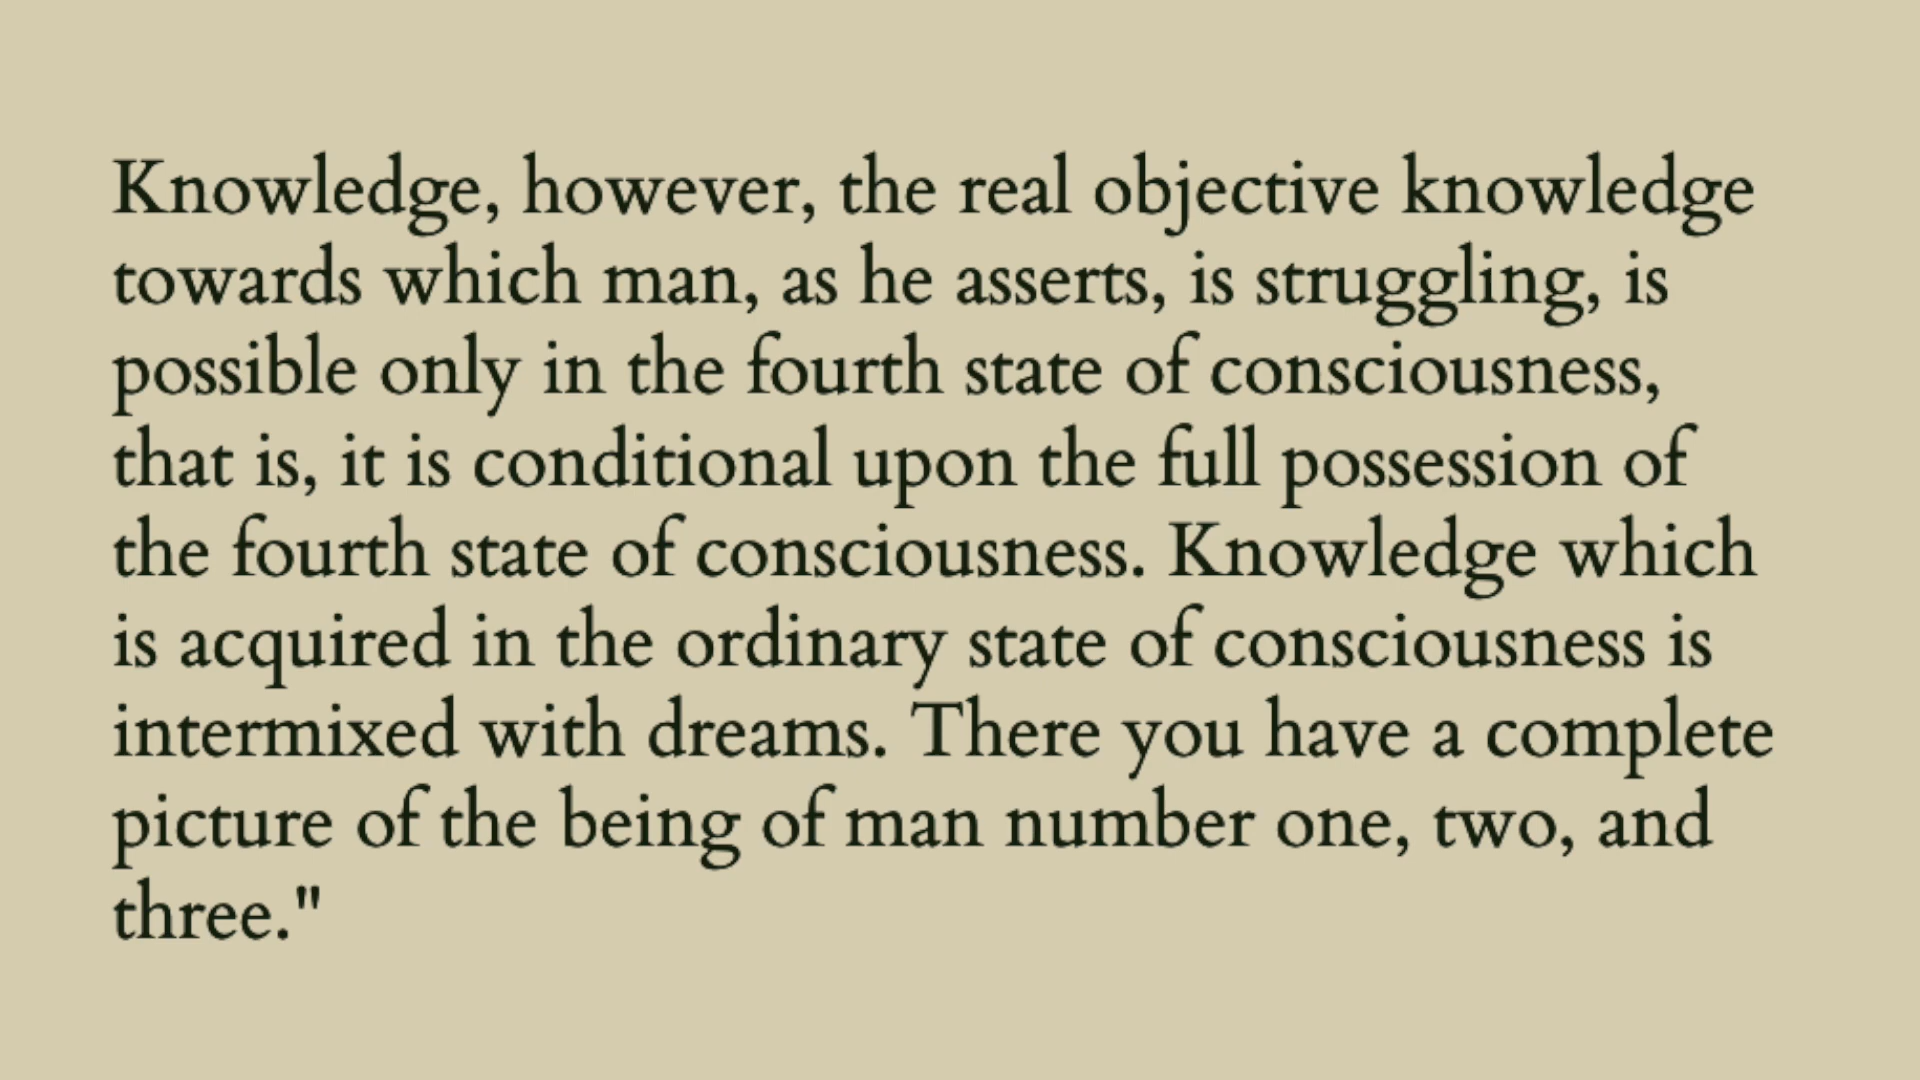 Knowledge, however, the real objective knowledge
towards which man, as he asserts, is struggling, is
possible only in the fourth state of consciousness,
that is, it is conditional upon the full possession of
the fourth state of consciousness. Knowledge which
is acquired in the ordinary state of consciousness is
intermixed with dreams. There you have a complete
picture of the being of man number one, two, and
three."